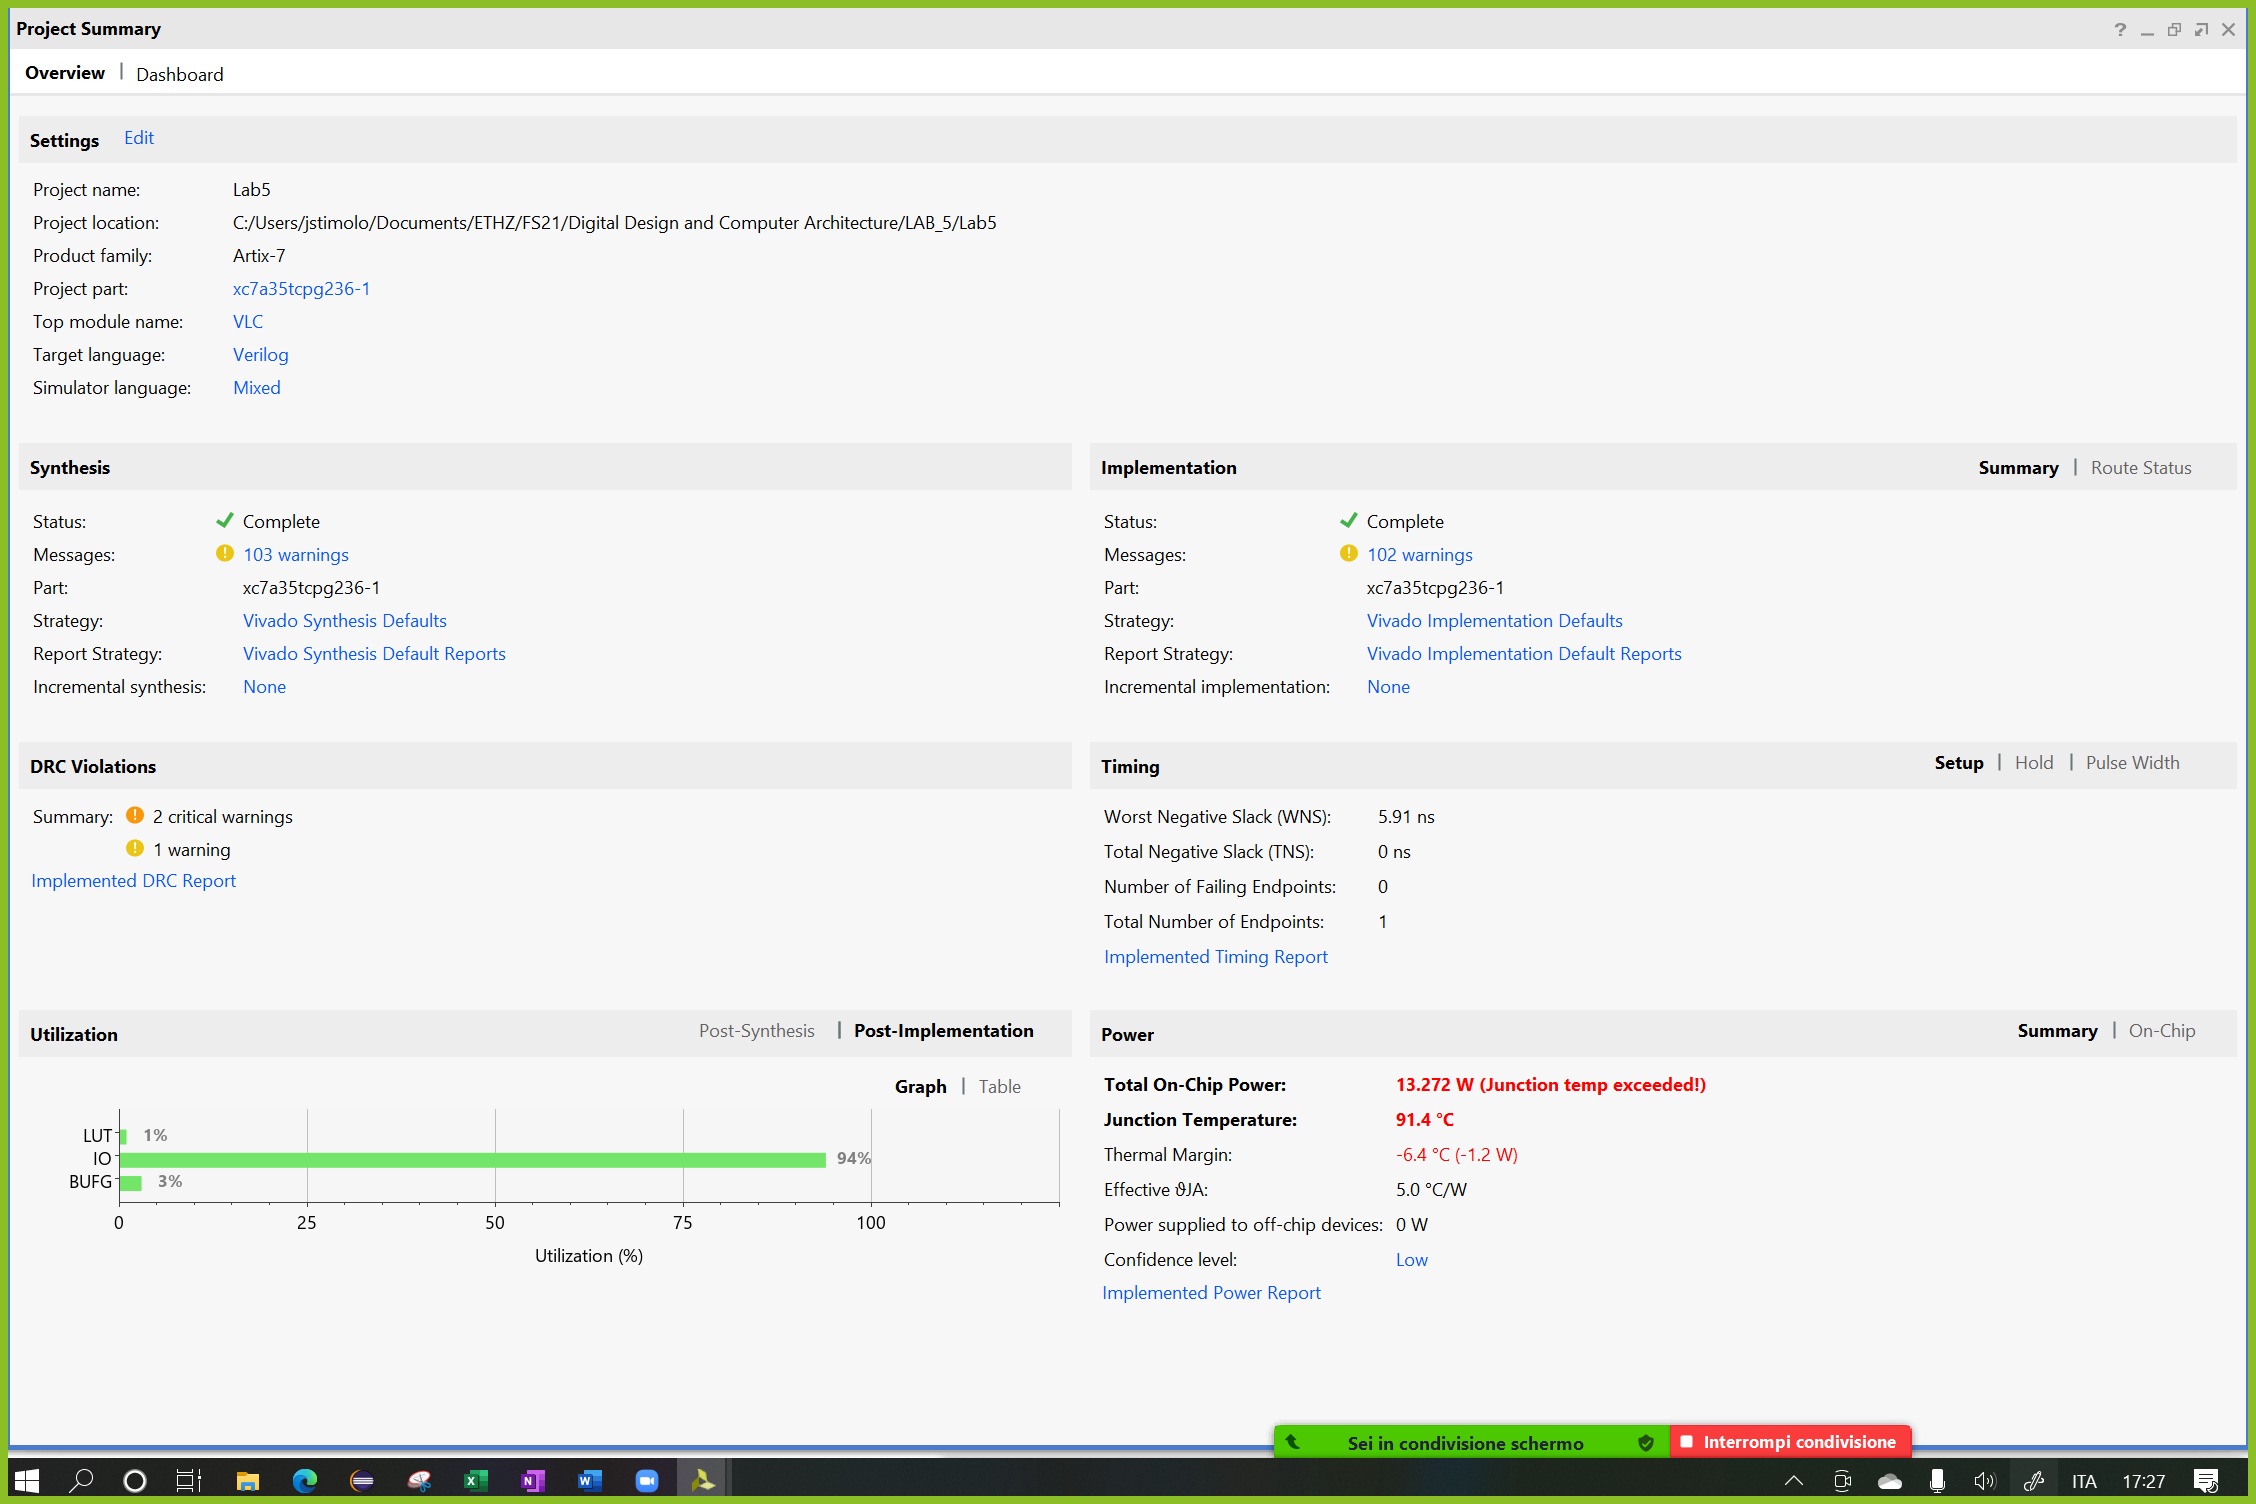 Project Summary
Overview | Dashboard
Settings Edit
Project name: Lab5
Project location: C:/Users/jstimolo/Documents/ETHZ/FS21/Digital Design and Computer Architecture/LAB_5/Lab5
Product family: Artix-7
Project part: xc7a35tcpg236-1
Top module name: VLC
Target language: Verilog
Simulator language: Mixed
Synthesis
Status: Complete
Messages: 103 warnings
Part: xc7a35tcpg236-1
Strategy: Vivado Synthesis Defaults
Report Strategy: Vivado Synthesis Default Reports
Incremental synthesis: None
Implementation Summary | Route Status
Status: Complete
Messages: 102 warnings
Part: xc7a35tcpg236-1
Strategy: Vivado Implementation Defaults
Report Strategy: Vivado Implementation Default Reports
Incremental implementation: None
DRC Violations
Summary: 2 critical warnings
1 warning
Implemented DRC Report
Timing Setup | Hold | Pulse Width
Worst Negative Slack (WNS): 5.91 ns
Total Negative Slack (TNS): 0 ns
Number of Failing Endpoints: 0
Total Number of Endpoints: 1
Implemented Timing Report
Utilization Post-Synthesis | Post-Implementation
Graph | Table
LUT 1%
IO 94%
BUFG 3%
0 25 50 75 100
Utilization (%)
Power Summary | On-Chip
Total On-Chip Power: 13.272 W (Junction temp exceeded!)
Junction Temperature: 91.4 °C
Thermal Margin: -6.4 °C (-1.2 W)
Effective ϑJA: 5.0 °C/W
Power supplied to off-chip devices: 0 W
Confidence level: Low
Implemented Power Report
Sei in condivisione schermo Interrompi condivisione
ITA 17:27